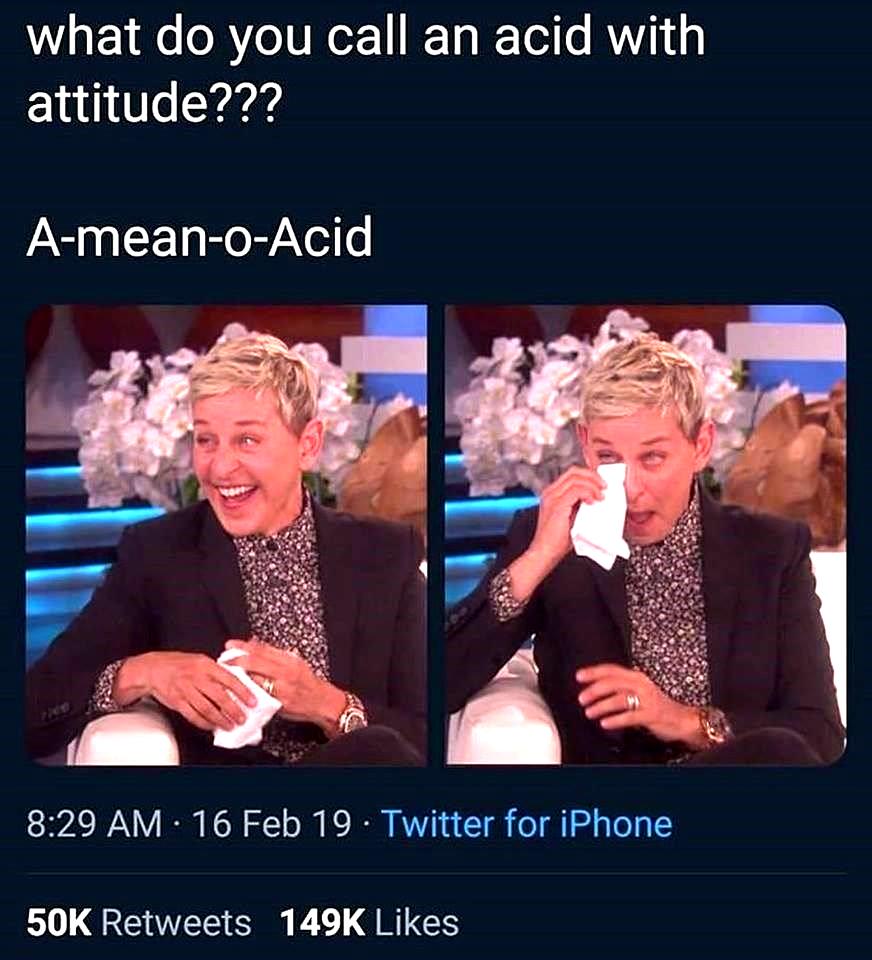 what do you call an acid with
attitude???
A-mean-o-Acid
8:29 AM · 16 Feb 19 · Twitter for iPhone
50K Retweets 149K Likes